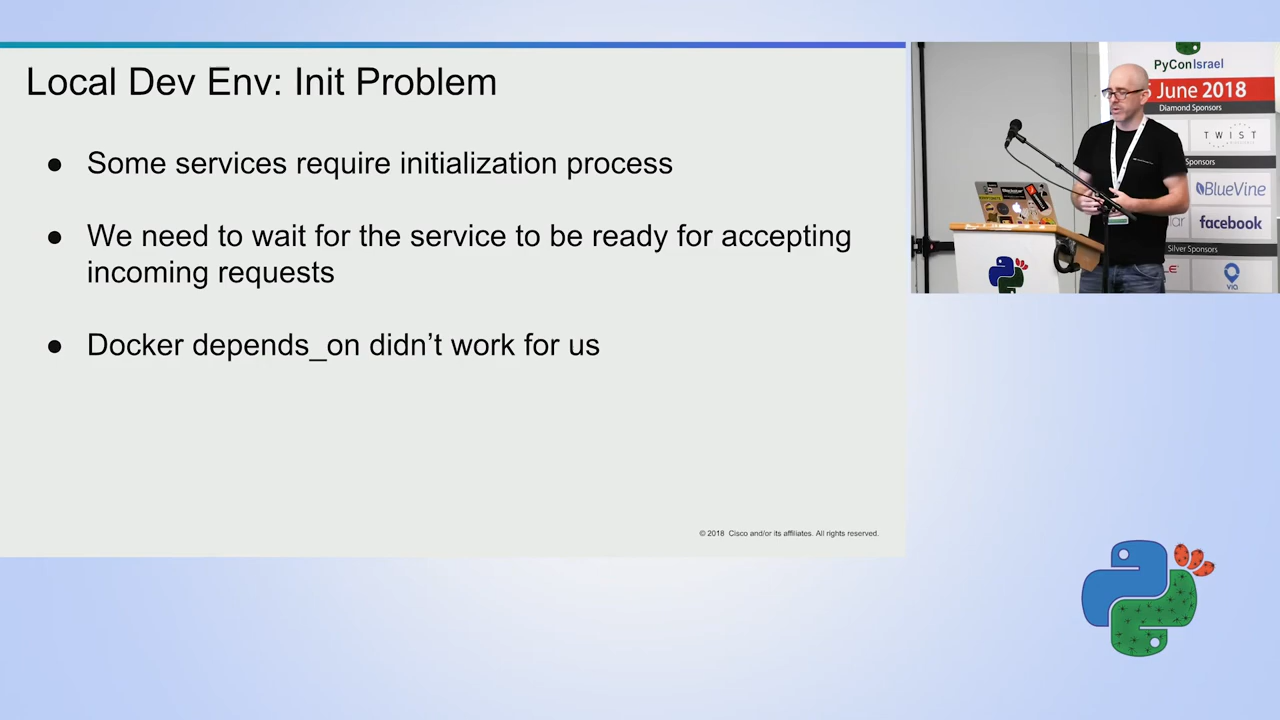 Local Dev Env: Init Problem
● Some services require initialization process
● We need to wait for the service to be ready for accepting
incoming requests
● Docker depends_on didn’t work for us
© 2018 Cisco and/or its affiliates. All rights reserved.
PyConIsrael
June 2018
Diamond Sponsors
TWIST
Sponsors
BlueVine
facebook
Silver Sponsors
via